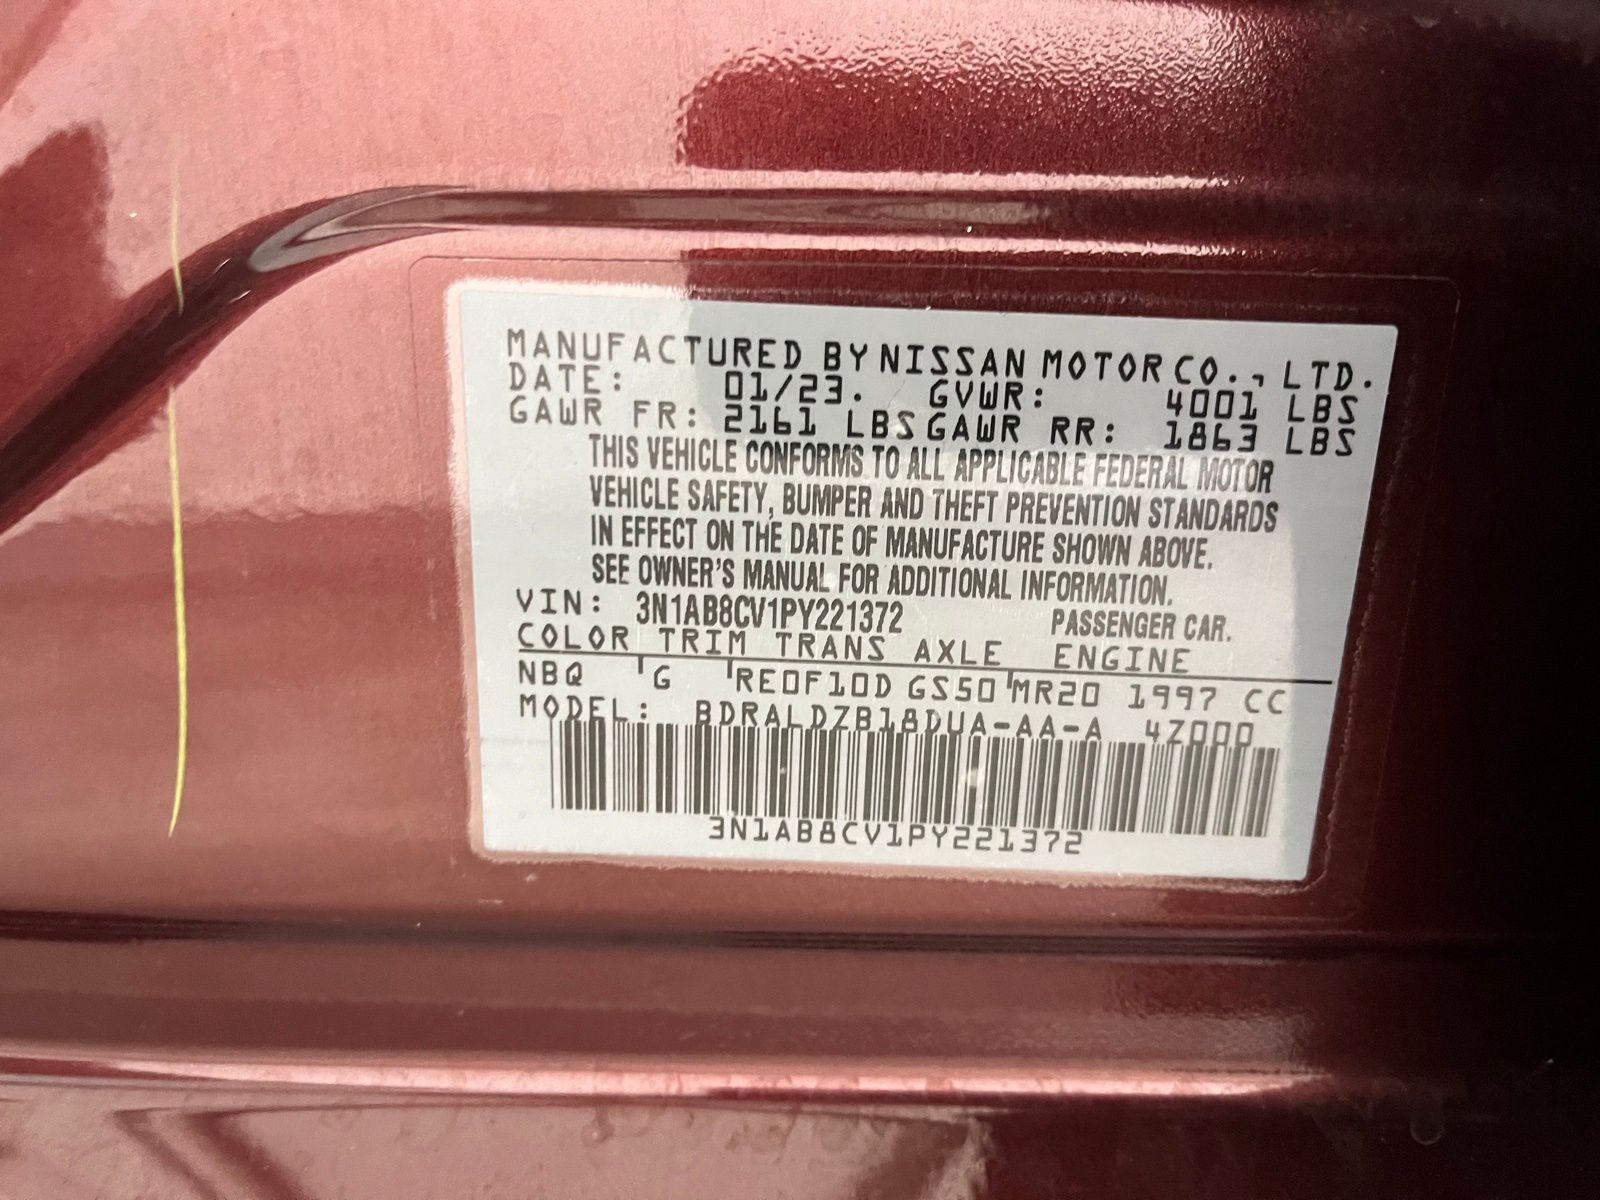 MANUFACTURED BY NISSAN MOTOR CO., LTD.
DATE: 01/23. GVWR: 4001 LBS
GAWR FR: 2161 LBS GAWR RR: 1863 LBS
THIS VEHICLE CONFORMS TO ALL APPLICABLE FEDERAL MOTOR
VEHICLE SAFETY, BUMPER AND THEFT PREVENTION STANDARDS
IN EFFECT ON THE DATE OF MANUFACTURE SHOWN ABOVE.
SEE OWNER'S MANUAL FOR ADDITIONAL INFORMATION.
VIN: 3N1AB8CV1PY221372 PASSENGER CAR.
COLOR TRIM TRANS AXLE ENGINE
NBQ G RE0F10D GS50 MR20 1997 CC
MODEL: BDRALDZB18DUA-AA-A 4Z000
3N1AB8CV1PY221372